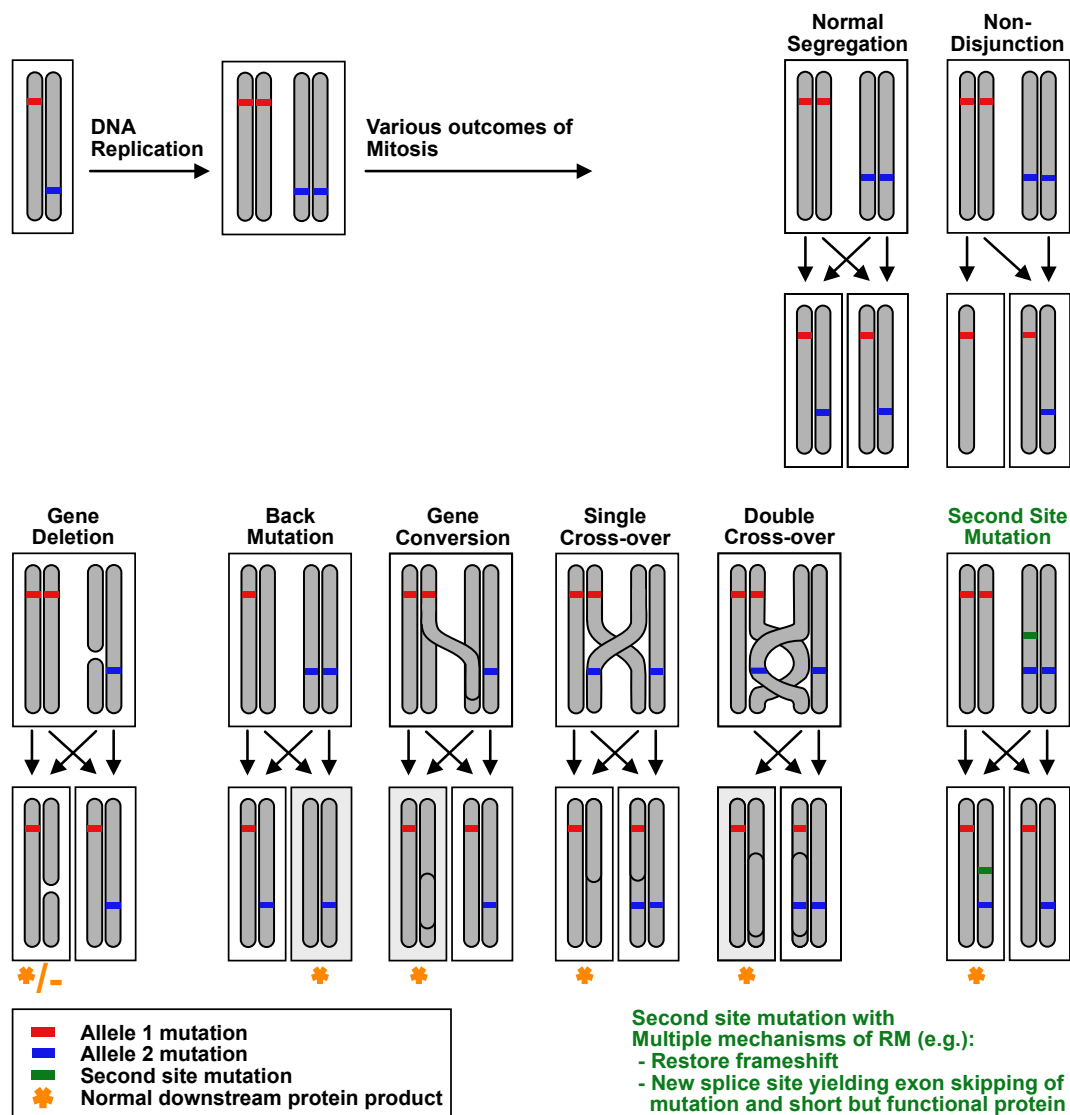 Normal
Segregation
Non-
Disjunction
DNA
Replication
Various outcomes of
Mitosis
Gene
Deletion
Back
Mutation
Gene
Conversion
Single
Cross-over
Double
Cross-over
Second Site
Mutation
*/-
*
*
*
*
*
Allele 1 mutation
Allele 2 mutation
Second site mutation
* Normal downstream protein product
Second site mutation with
Multiple mechanisms of RM (e.g.):
- Restore frameshift
- New splice site yielding exon skipping of
mutation and short but functional protein